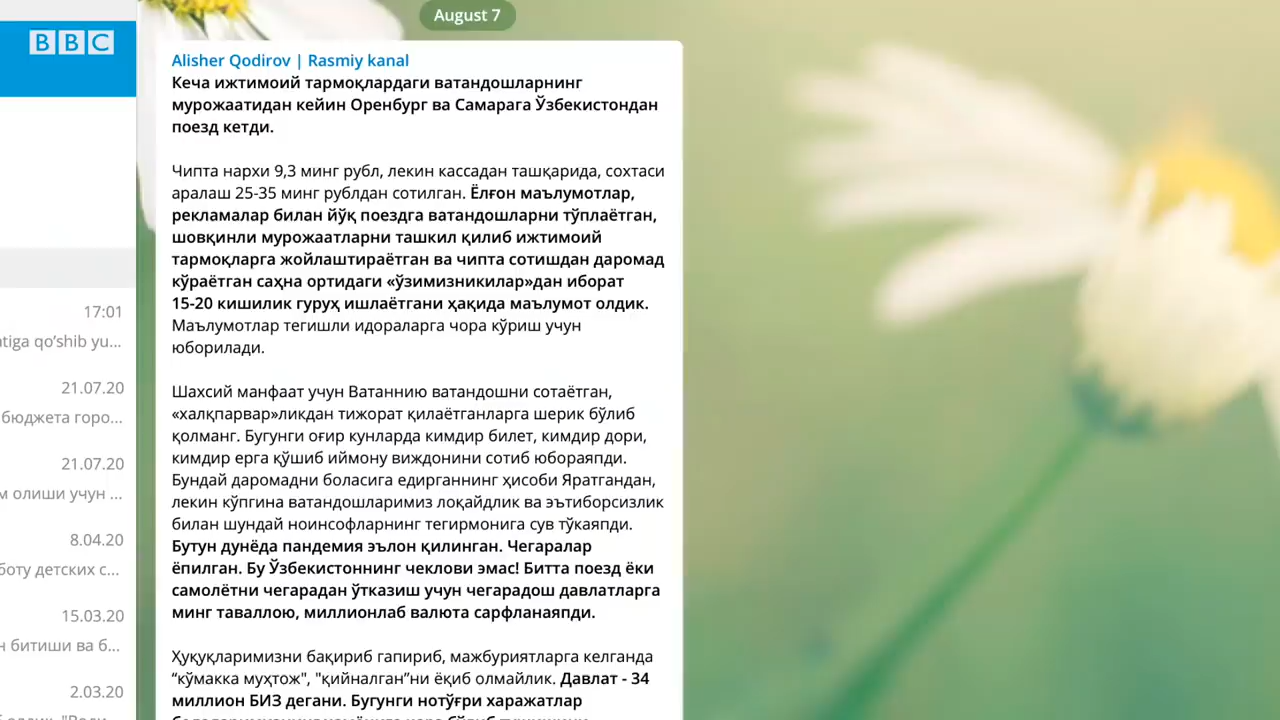 August 7
BBC
Alisher Qodirov | Rasmiy kanal
Кеча ижтимоий тармоқлардаги ватандошларнинг
мурожаатидан кейин Оренбург ва Самарага Ўзбекистондан
поезд кетди.
Чипта нархи 9,3 минг рубл, лекин кассадан ташқарида, сохтаси
аралаш 25-35 минг рублдан сотилган. Ёлғон маълумотлар,
рекламалар билан йўқ поездга ватандошларни тўплаётган,
шовқинли мурожаатларни ташкил қилиб ижтимоий
тармоқларга жойлаштираётган ва чипта сотишдан даромад
кўраётган саҳна ортидаги «ўзимизникилар»дан иборат
15-20 кишилик гуруҳ ишлаётгани ҳақида маълумот олдик.
Маълумотлар тегишли идораларга чора кўриш учун
юборилади.
Шахсий манфаат учун Ватаннию ватандошни сотаётган,
«халқпарвар»ликдан тижорат қилаётганларга шерик бўлиб
қолманг. Бугунги оғир кунларда кимдир билет, кимдир дори,
кимдир ерга қўшиб иймону виждонини сотиб юбораяпди.
Бундай даромадни боласига едирганнинг ҳисоби Яратгандан,
лекин кўпгина ватандошларимиз лоқайдлик ва эътиборсизлик
билан шундай ноинсофларнинг тегирмонига сув тўкаяпди.
Бутун дунёда пандемия эълон қилинган. Чегаралар
ёпилган. Бу Ўзбекистоннинг чеклови эмас! Битта поезд ёки
самолётни чегарадан ўтказиш учун чегарадош давлатларга
минг таваллою, миллионлаб валюта сарфланаяпди.
Ҳуқуқларимизни бақириб гапириб, мажбуриятларга келганда
“кўмакка муҳтож", "қийналган”ни ёқиб олмайлик. Давлат - 34
миллион БИЗ дегани. Бугунги нотўғри харажатлар
17:01
atiga qo‘shib yu...
21.07.20
бюджета горо...
21.07.20
м олиши учун ...
8.04.20
боту детских с...
15.03.20
н битиши ва б...
2.03.20